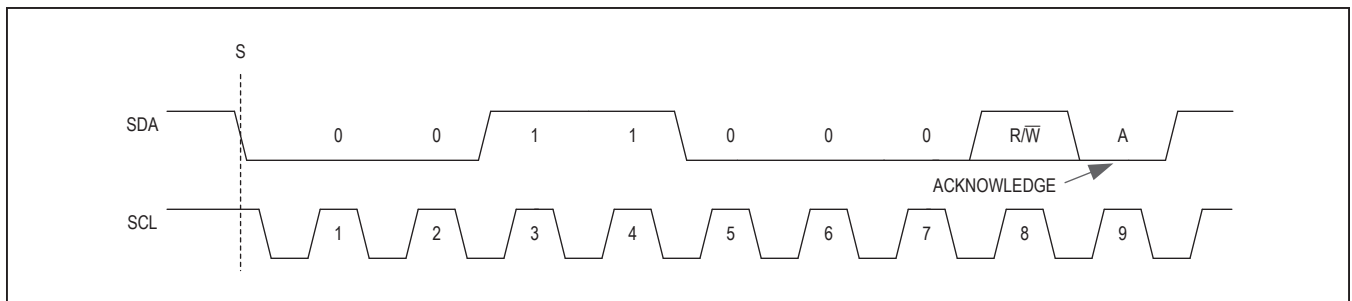 S
SDA 0 0 1 1 0 0 0 R/W̅ A
ACKNOWLEDGE
SCL 1 2 3 4 5 6 7 8 9